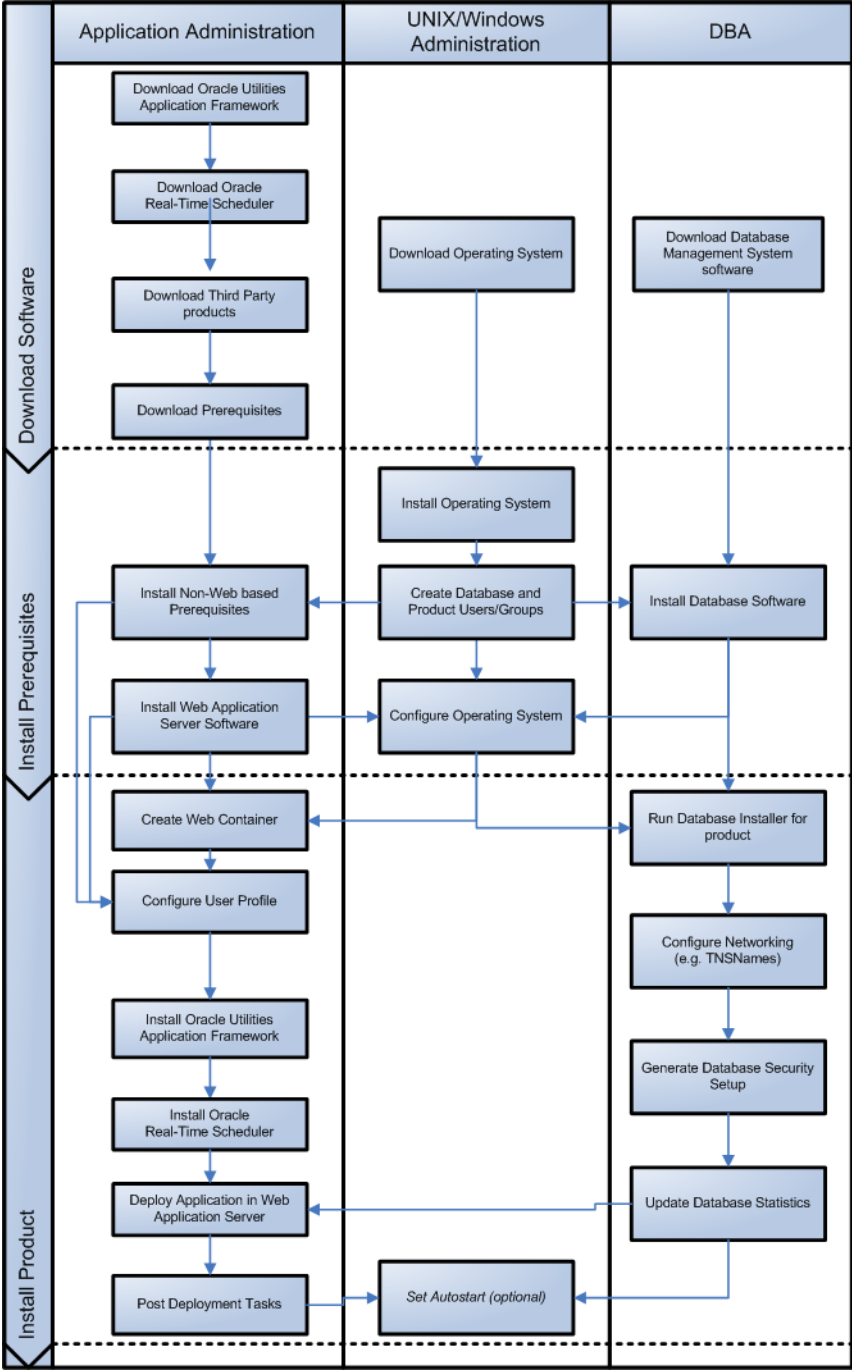 Application Administration
UNIX/Windows
Administration
DBA
Download Software
Download Oracle Utilities
Application Framework
Download Oracle
Real-Time Scheduler
Download Operating System
Download Database
Management System
software
Download Third Party
products
Download Prerequisites
Install Prerequisites
Install Operating System
Install Non-Web based
Prerequisites
Create Database and
Product Users/Groups
Install Database Software
Install Web Application
Server Software
Configure Operating System
Install Product
Create Web Container
Run Database Installer for
product
Configure User Profile
Configure Networking
(e.g. TNSNames)
Install Oracle Utilities
Application Framework
Generate Database Security
Setup
Install Oracle
Real-Time Scheduler
Deploy Application in Web
Application Server
Update Database Statistics
Post Deployment Tasks
Set Autostart (optional)